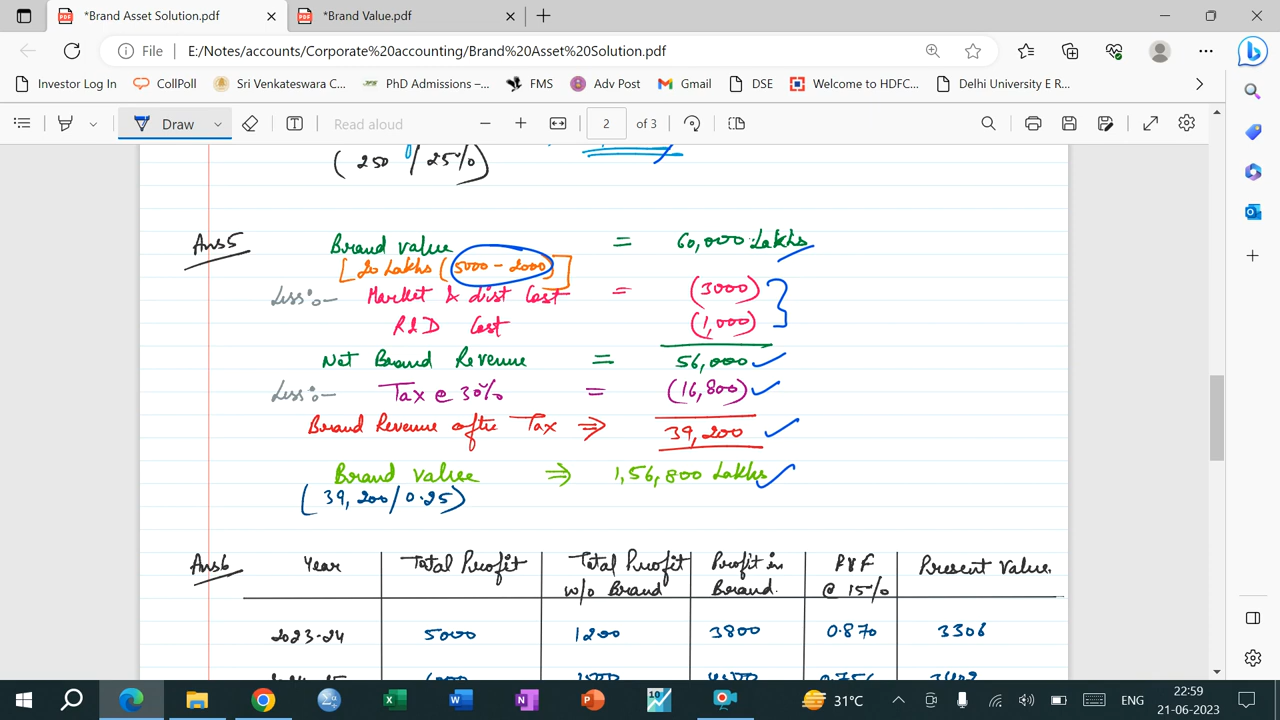 *Brand Asset Solution.pdf
*Brand Value.pdf
File E:/Notes/accounts/Corporate%20accounting/Brand%20Asset%20Solution.pdf
Investor Log In CollPoll Sri Venkateswara C... PhD Admissions –... FMS Adv Post Gmail DSE Welcome to HDFC... Delhi University E R...
Draw Read aloud 2 of 3
(250 / 25%)
Ans 5 Brand value = 60,000 Lakhs
[20 Lakhs (5000 - 2000)]
Less:- Market & dist Cost = (3000)
R&D Cost (1,000)
Net Brand Revenue = 56,000
Less:- Tax @ 30% = (16,800)
Brand Revenue after Tax ⇒ 39,200
Brand value ⇒ 1,56,800 Lakhs
(39,200/0.25)
Ans 6 Year Total Profit Total Profit w/o Brand Profit in Brand. PVF @ 15% Present Value.
2023-24 5000 1200 3800 0.870 3306
31°C ENG 22:59
21-06-2023